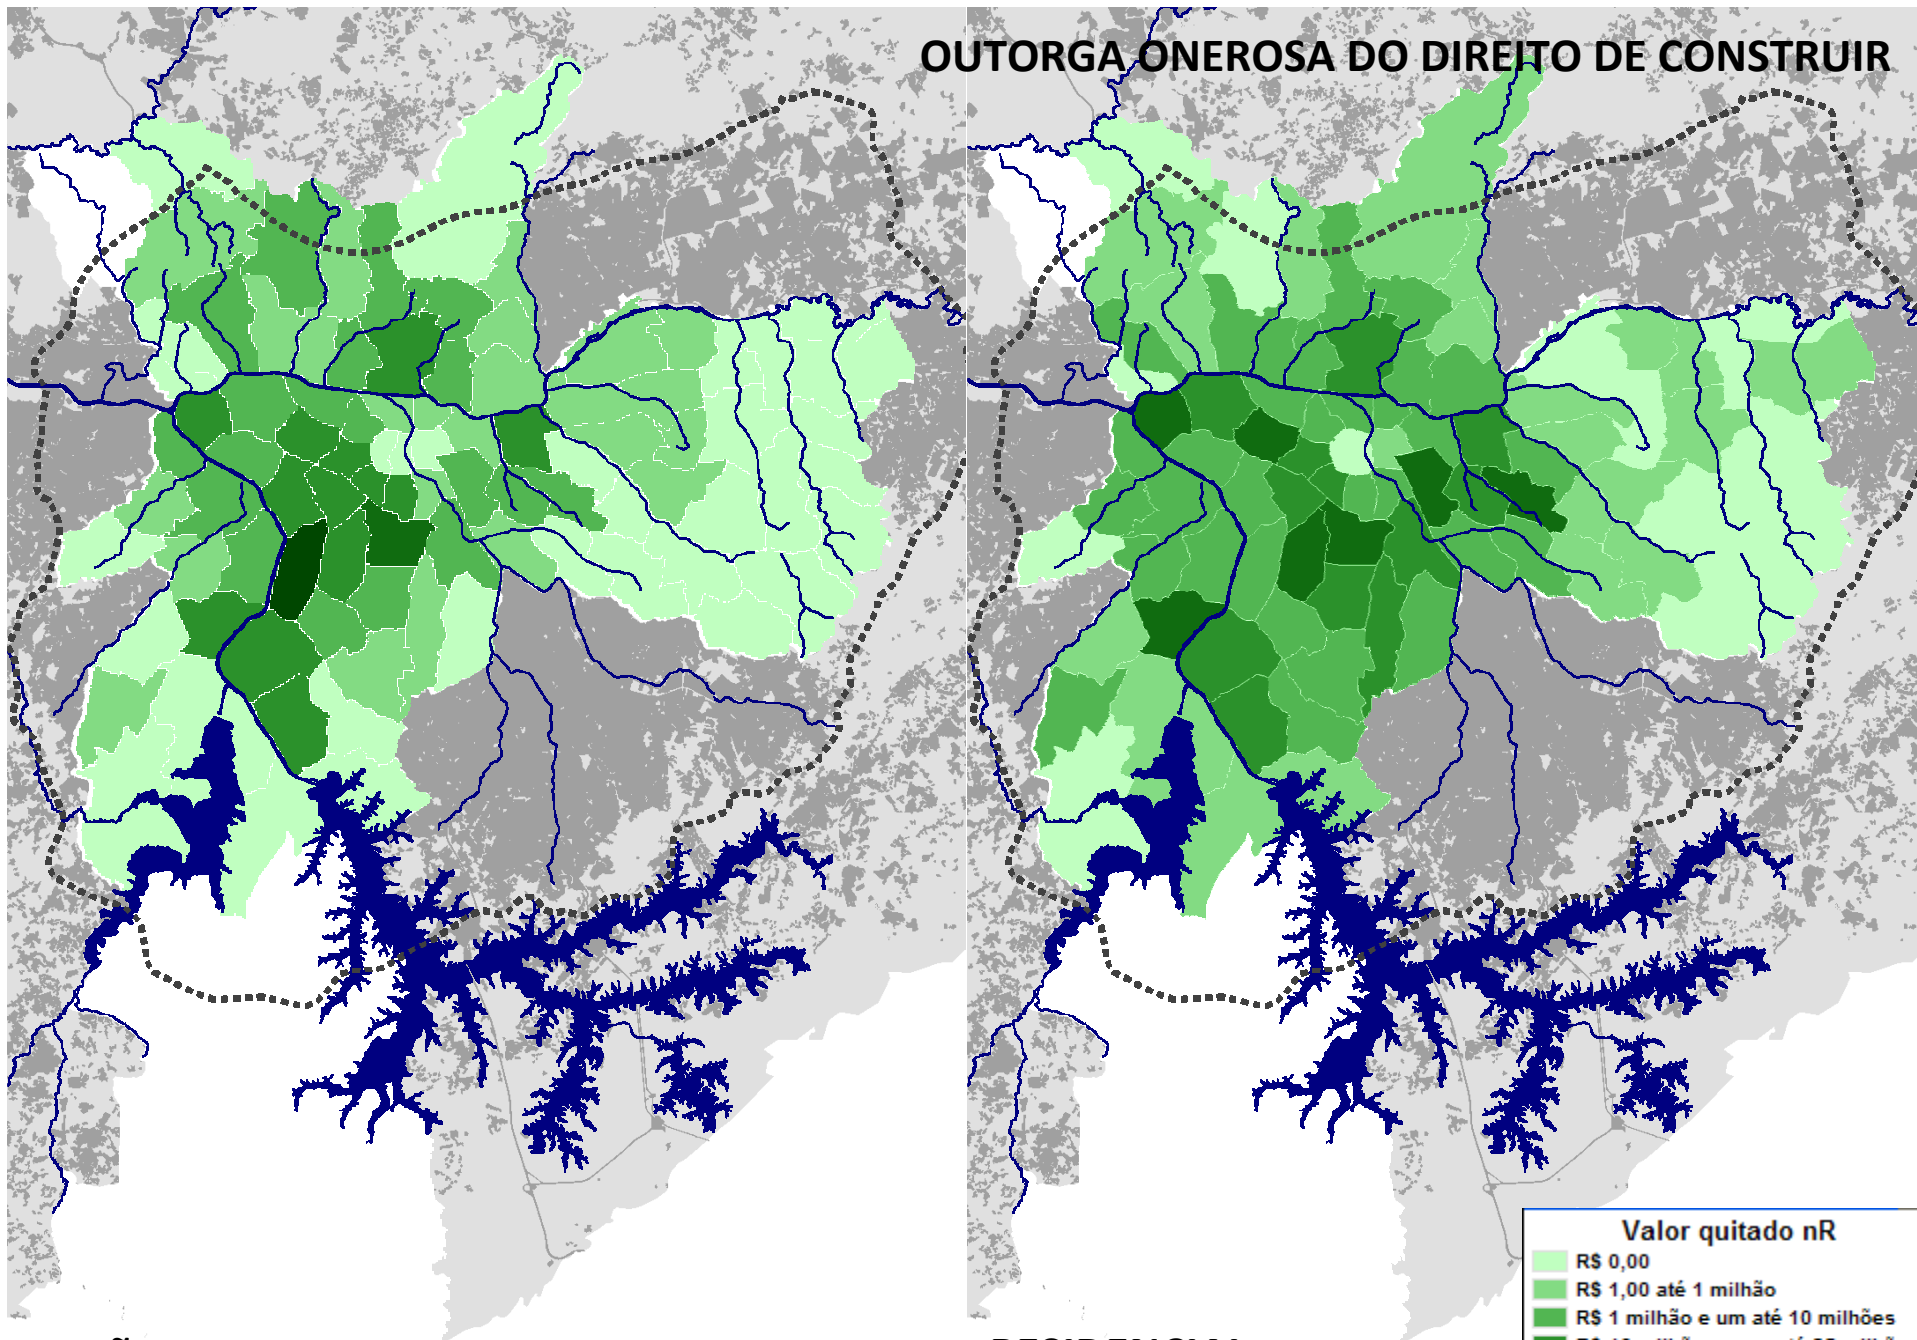 OUTORGA ONEROSA DO DIREITO DE CONSTRUIR
Valor quitado nR
R$ 0,00
R$ 1,00 até 1 milhão
R$ 1 milhão e um até 10 milhões